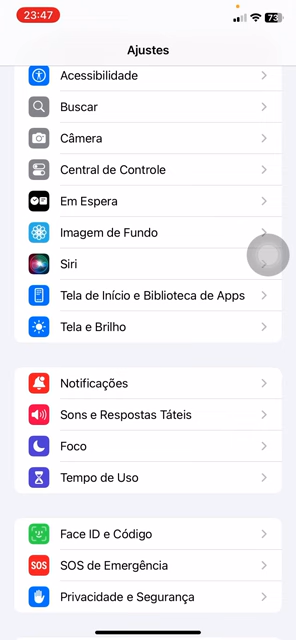 23:47
73
Ajustes
Acessibilidade
Buscar
Câmera
Central de Controle
Em Espera
Imagem de Fundo
Siri
Tela de Início e Biblioteca de Apps
Tela e Brilho
Notificações
Sons e Respostas Táteis
Foco
Tempo de Uso
Face ID e Código
SOS
SOS de Emergência
Privacidade e Segurança